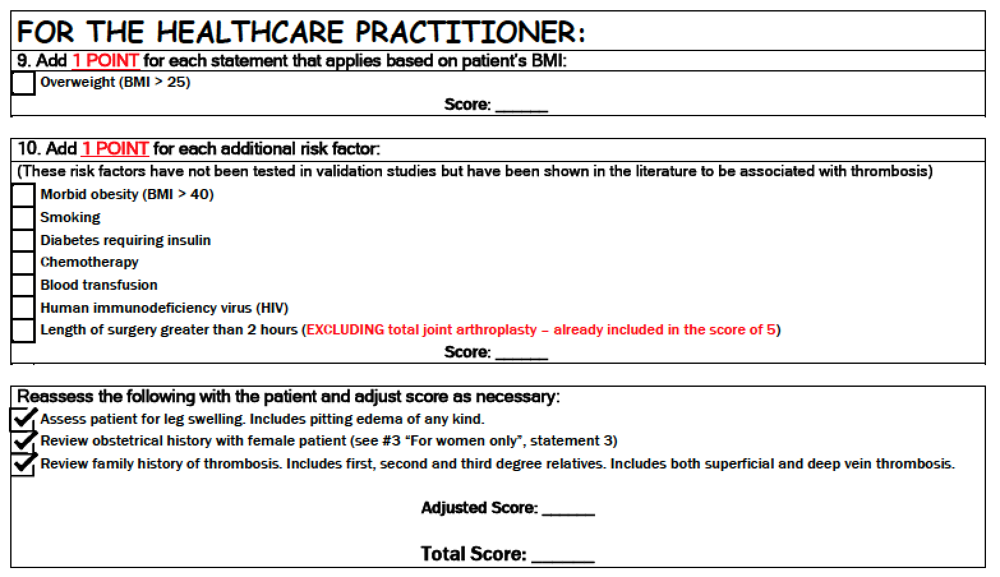 FOR THE HEALTHCARE PRACTITIONER:
9. Add 1 POINT for each statement that applies based on patient's BMI:
Overweight (BMI > 25)
Score: ______
10. Add 1 POINT for each additional risk factor:
(These risk factors have not been tested in validation studies but have been shown in the literature to be associated with thrombosis)
Morbid obesity (BMI > 40)
Smoking
Diabetes requiring insulin
Chemotherapy
Blood transfusion
Human immunodeficiency virus (HIV)
Length of surgery greater than 2 hours (EXCLUDING total joint arthroplasty – already included in the score of 5)
Score: ______
Reassess the following with the patient and adjust score as necessary:
Assess patient for leg swelling. Includes pitting edema of any kind.
Review obstetrical history with female patient (see #3 “For women only”, statement 3)
Review family history of thrombosis. Includes first, second and third degree relatives. Includes both superficial and deep vein thrombosis.
Adjusted Score: ______
Total Score: ______